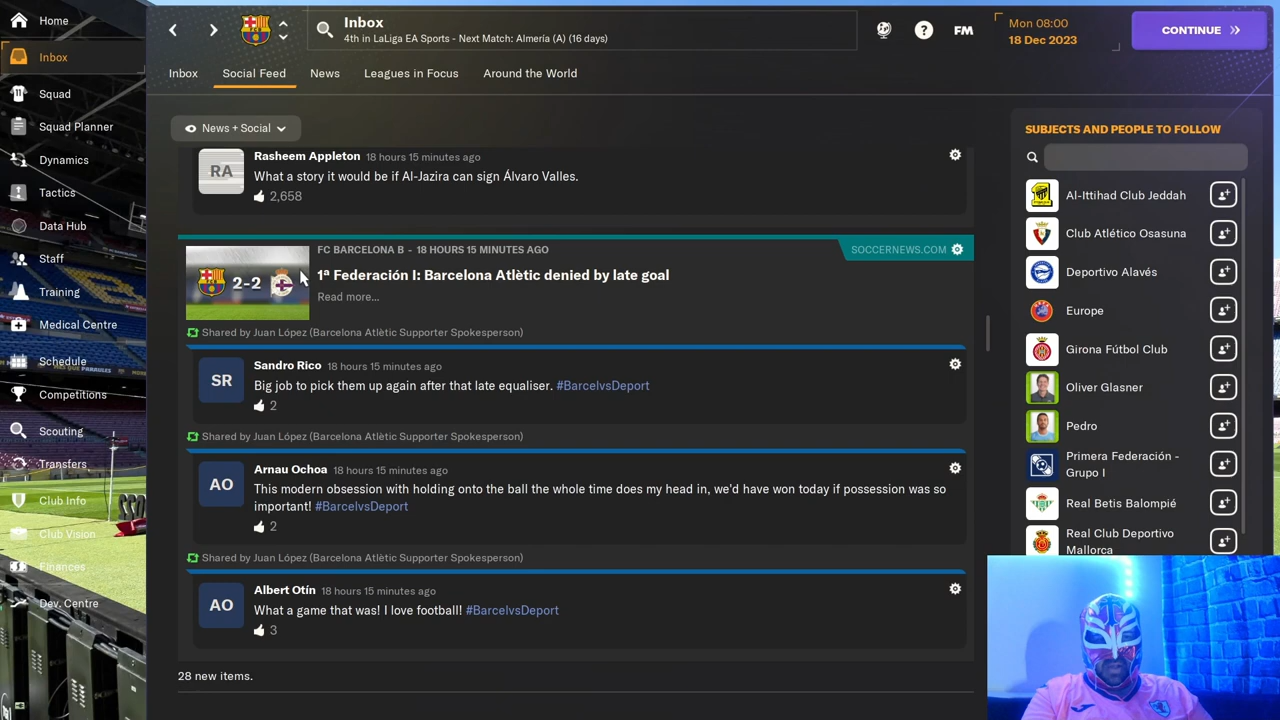 Home
Inbox
Squad
Squad Planner
Dynamics
Tactics
Data Hub
Staff
Training
Medical Centre
Schedule
Competitions
Scouting
Transfers
Club Info
Club Vision
Finances
Dev. Centre
Inbox
4th in LaLiga EA Sports - Next Match: Almería (A) (16 days)
FM
Mon 08:00
18 Dec 2023
CONTINUE
Inbox
Social Feed
News
Leagues in Focus
Around the World
News + Social
RA
Rasheem Appleton 18 hours 15 minutes ago
What a story it would be if Al-Jazira can sign Álvaro Valles.
2,658
2-2
FC BARCELONA B - 18 HOURS 15 MINUTES AGO
SOCCERNEWS.COM
1ª Federación I: Barcelona Atlètic denied by late goal
Read more...
Shared by Juan López (Barcelona Atlètic Supporter Spokesperson)
SR
Sandro Rico 18 hours 15 minutes ago
Big job to pick them up again after that late equaliser. #BarcelvsDeport
2
Shared by Juan López (Barcelona Atlètic Supporter Spokesperson)
AO
Arnau Ochoa 18 hours 15 minutes ago
This modern obsession with holding onto the ball the whole time does my head in, we'd have won today if possession was so
important! #BarcelvsDeport
2
Shared by Juan López (Barcelona Atlètic Supporter Spokesperson)
AO
Albert Otín 18 hours 15 minutes ago
What a game that was! I love football! #BarcelvsDeport
3
28 new items.
SUBJECTS AND PEOPLE TO FOLLOW
Al-Ittihad Club Jeddah
Club Atlético Osasuna
Deportivo Alavés
Europe
Girona Fútbol Club
Oliver Glasner
Pedro
Primera Federación -
Grupo I
Real Betis Balompié
Real Club Deportivo
Mallorca